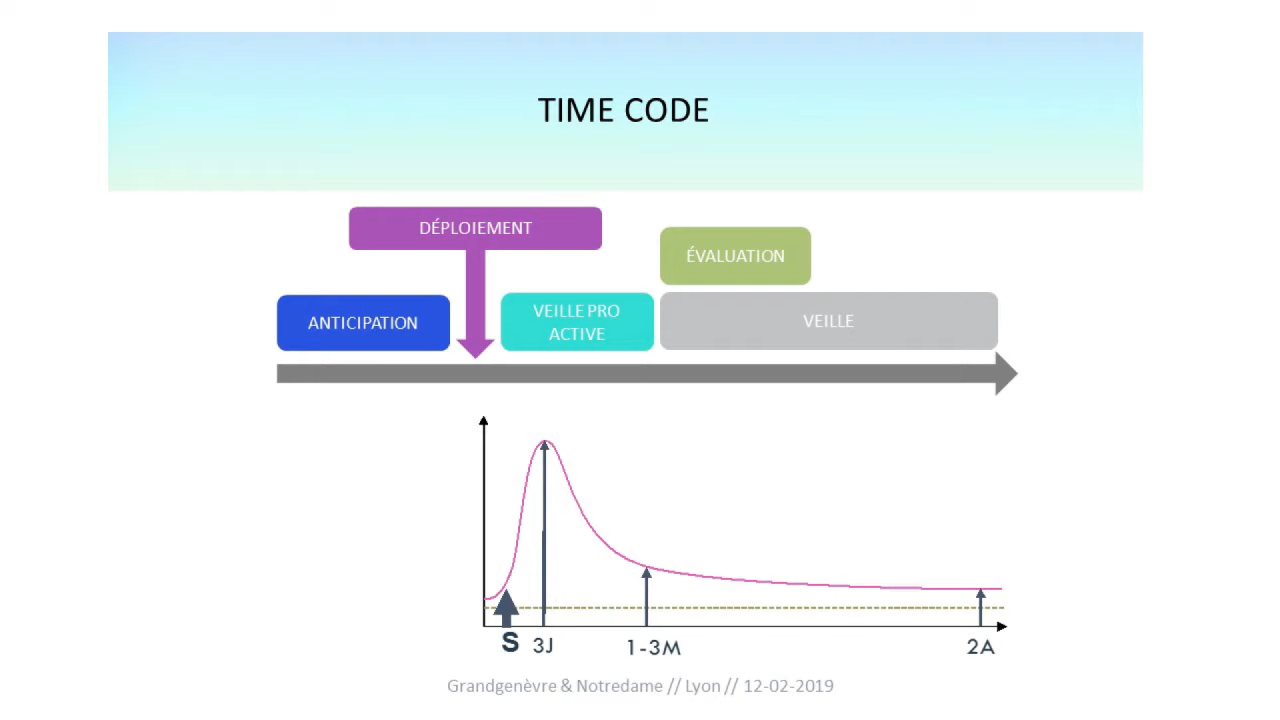 TIME CODE
DÉPLOIEMENT
ÉVALUATION
ANTICIPATION
VEILLE PRO
ACTIVE
VEILLE
S
3J
1-3M
2A
Grandgenèvre & Notredame // Lyon // 12-02-2019